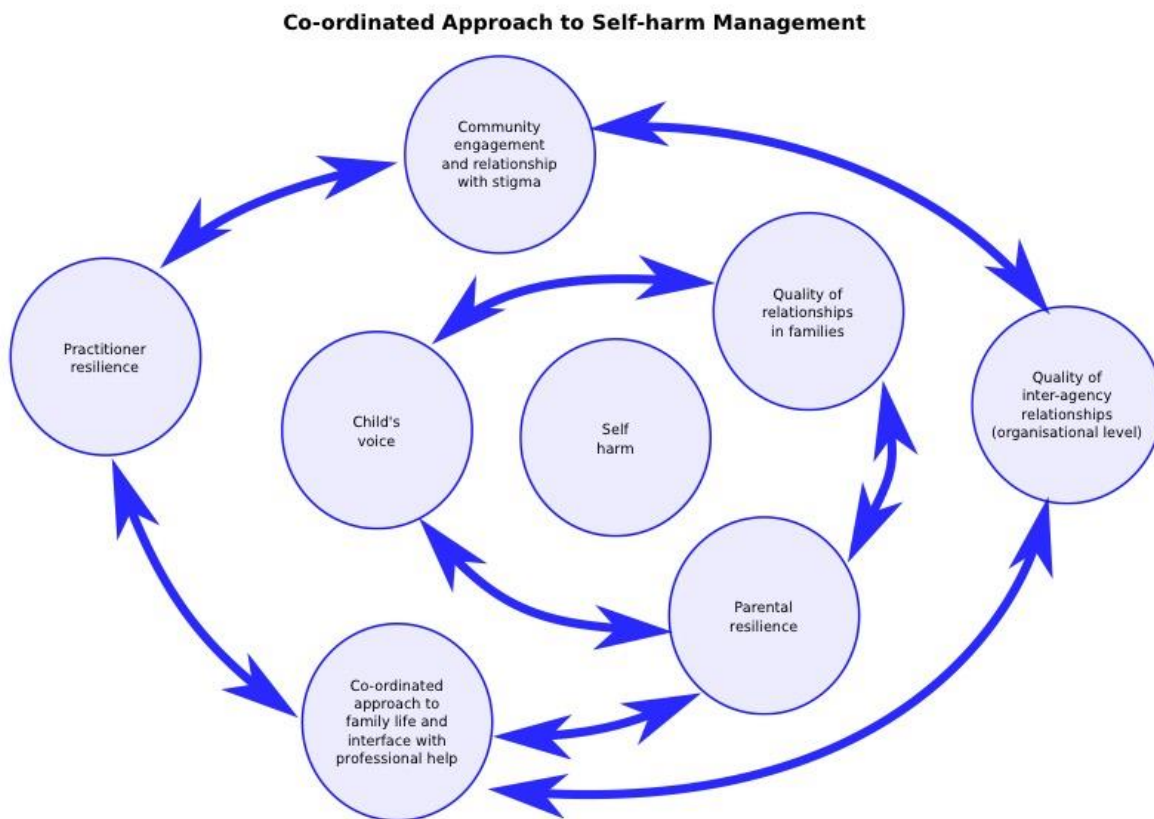 Co-ordinated Approach to Self-harm Management
Community
engagement
and relationship
with stigma
Quality of
relationships
in families
Practitioner
resilience
Quality of
inter-agency
relationships
(organisational level)
Child's
voice
Self
harm
Parental
resilience
Co-ordinated
approach to
family life and
interface with
professional help